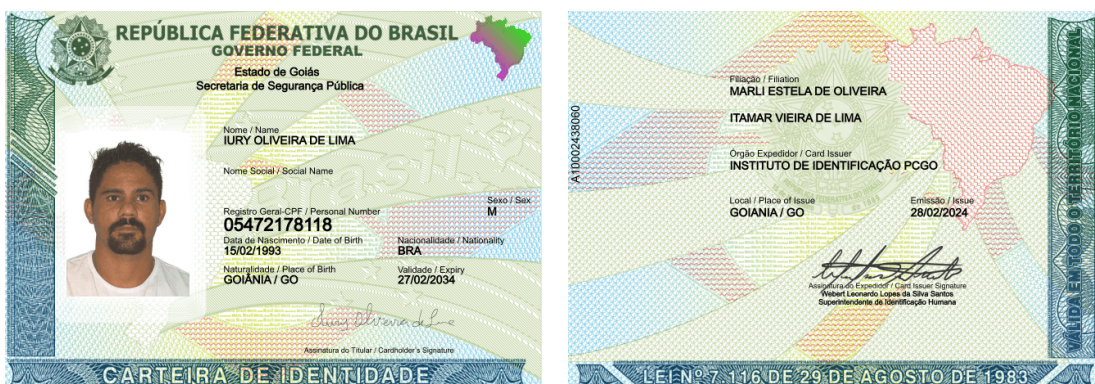 REPÚBLICA FEDERATIVA DO BRASIL
GOVERNO FEDERAL
Estado de Goiás
Secretaria de Segurança Pública
Nome / Name
IURY OLIVEIRA DE LIMA
Nome Social / Social Name
Registro Geral-CPF / Personal Number
05472178118
Sexo / Sex
M
Data de Nascimento / Date of Birth
15/02/1993
Nacionalidade / Nationality
BRA
Naturalidade / Place of Birth
GOIÂNIA / GO
Validade / Expiry
27/02/2034
Iury Oliveira de Lima
Assinatura do Titular / Cardholder's Signature
CARTEIRA DE IDENTIDADE
A10002438060
Filiação / Filiation
MARLI ESTELA DE OLIVEIRA
ITAMAR VIEIRA DE LIMA
Órgão Expedidor / Card Issuer
INSTITUTO DE IDENTIFICAÇÃO PCGO
Local / Place of Issue
GOIANIA / GO
Emissão / Issue
28/02/2024
Assinatura do Expedidor / Card Issuer Signature
Webert Leonardo Lopes da Silva Santos
Superintendente de Identificação Humana
VÁLIDA EM TODO O TERRITÓRIO NACIONAL
LEI Nº 7.116 DE 29 DE AGOSTO DE 1983